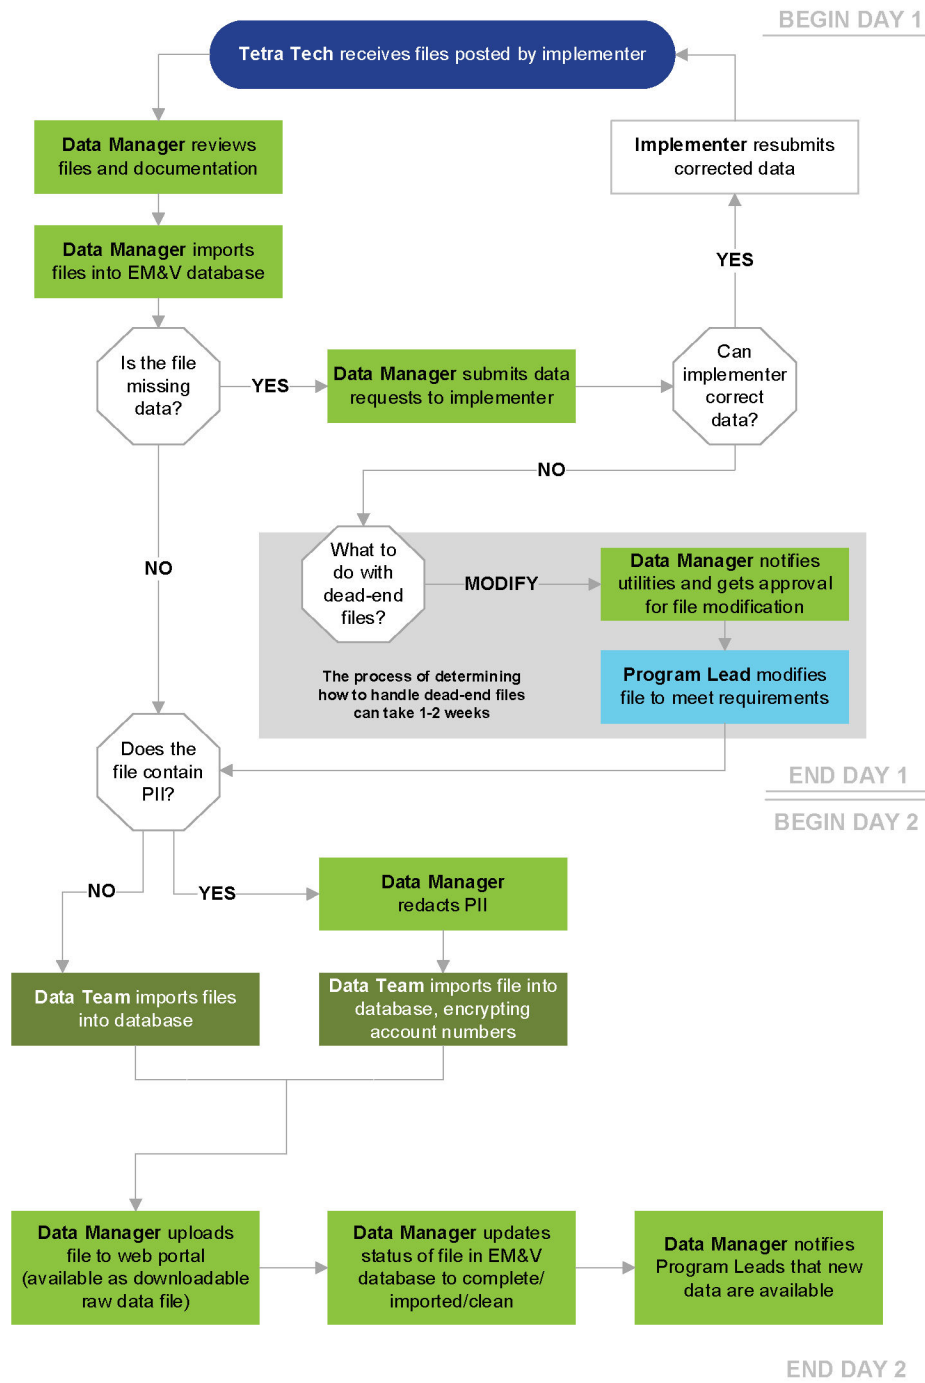 BEGIN DAY 1
Tetra Tech receives files posted by implementer
Data Manager reviews
files and documentation
Implementer resubmits
corrected data
Data Manager imports
files into EM&V database
YES
Is the file
missing
data?
YES
Data Manager submits data
requests to implementer
Can
implementer
correct
data?
NO
What to
do with
dead-end
files?
MODIFY
Data Manager notifies
utilities and gets approval
for file modification
NO
The process of determining
how to handle dead-end files
can take 1-2 weeks
Program Lead modifies
file to meet requirements
Does the
file contain
PII?
END DAY 1
BEGIN DAY 2
NO
YES
Data Manager
redacts PII
Data Team imports files
into database
Data Team imports file into
database, encrypting
account numbers
Data Manager uploads
file to web portal
(available as downloadable
raw data file)
Data Manager updates
status of file in EM&V
database to complete/
imported/clean
Data Manager notifies
Program Leads that new
data are available
END DAY 2